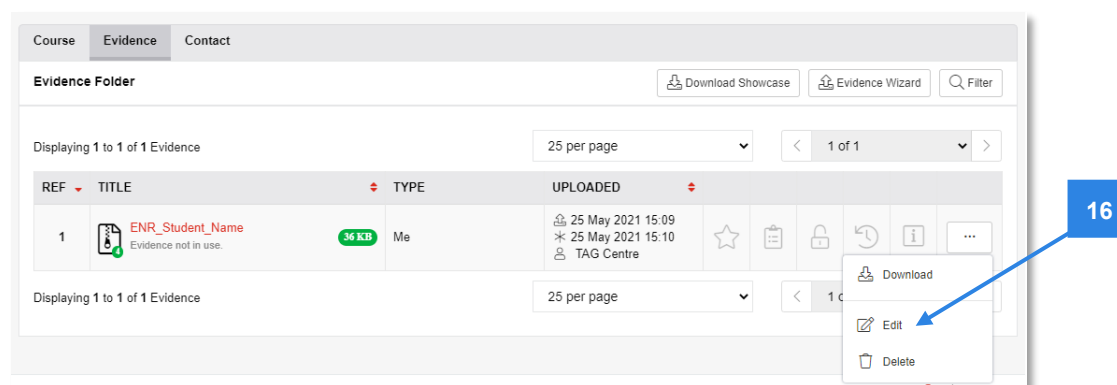 Course Evidence Contact
Evidence Folder Download Showcase Evidence Wizard Filter
Displaying 1 to 1 of 1 Evidence 25 per page 1 of 1
REF TITLE TYPE UPLOADED
1 ENR_Student_Name 36 KB Me 25 May 2021 15:09
4 Evidence not in use. 25 May 2021 15:10
TAG Centre
...
16
Download
Displaying 1 to 1 of 1 Evidence 25 per page 1
Edit
Delete